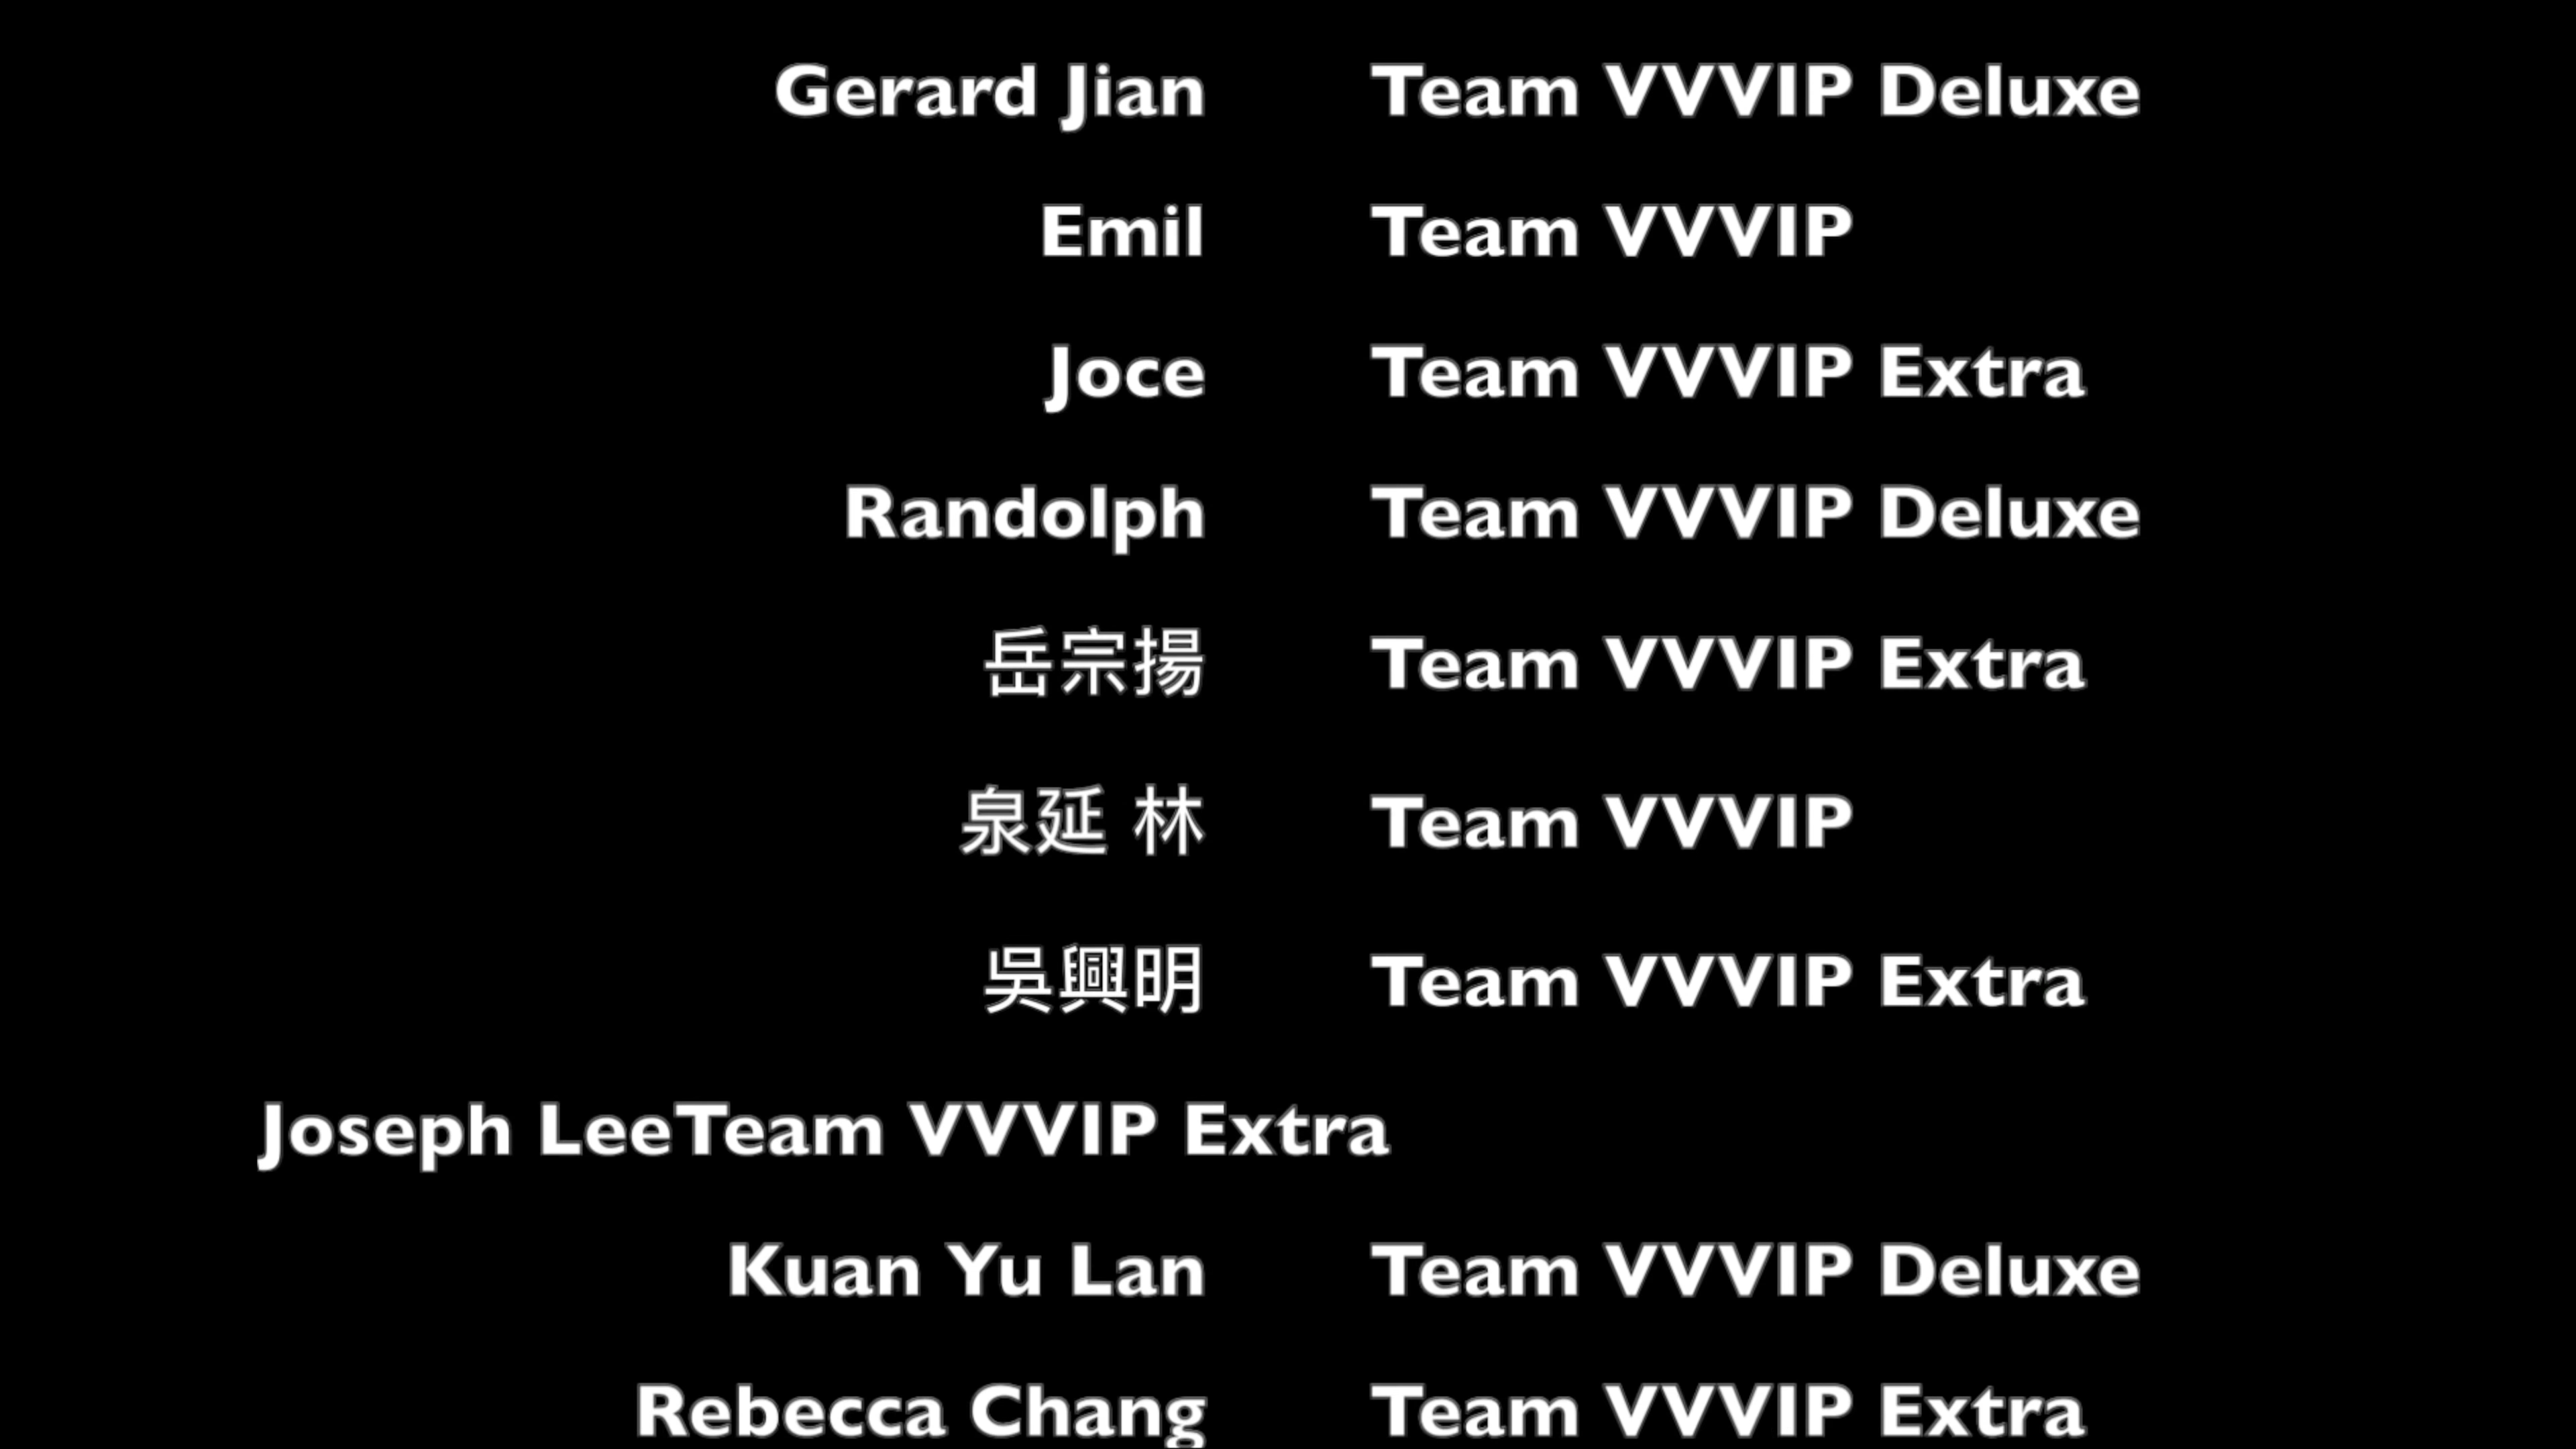 Gerard Jian Team VVVIP Deluxe
Emil Team VVVIP
Joce Team VVVIP Extra
Randolph Team VVVIP Deluxe
岳宗揚 Team VVVIP Extra
泉延 林 Team VVVIP
吳興明 Team VVVIP Extra
Joseph LeeTeam VVVIP Extra
Kuan Yu Lan Team VVVIP Deluxe
Rebecca Chang Team VVVIP Extra